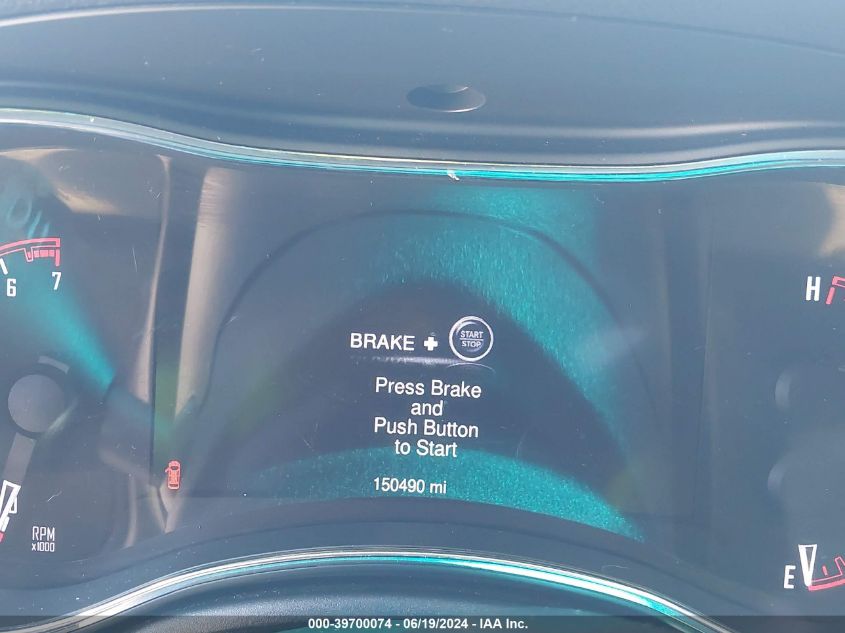 6
7
H
BRAKE + START
STOP
Press Brake
and
Push Button
to Start
150490 mi
RPM
x1000
E
000-39700074 - 06/19/2024 - IAA Inc.